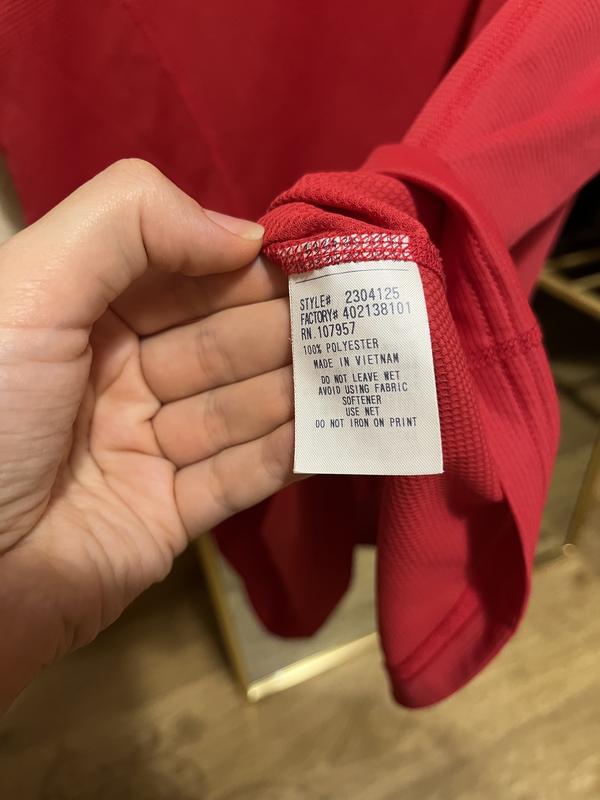 STYLE# 2304125
FACTORY# 402138101
RN.107957
100% POLYESTER
MADE IN VIETNAM
DO NOT LEAVE WET
AVOID USING FABRIC
SOFTENER
USE NET
DO NOT IRON ON PRINT